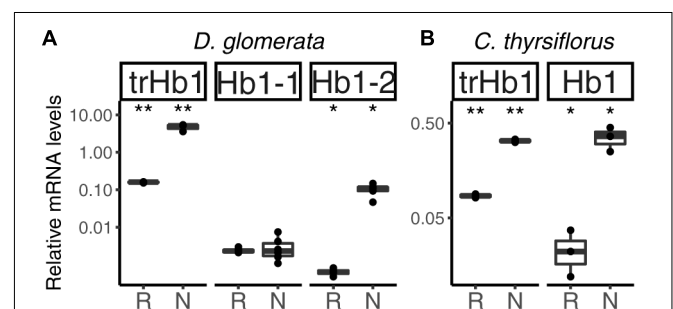 A D. glomerata B C. thyrsiflorus
trHb1 Hb1-1 Hb1-2 trHb1 Hb1
** ** * * ** ** * *
Relative mRNA levels
10.00
1.00
0.10
0.01
0.50
0.05
R N R N R N R N R N